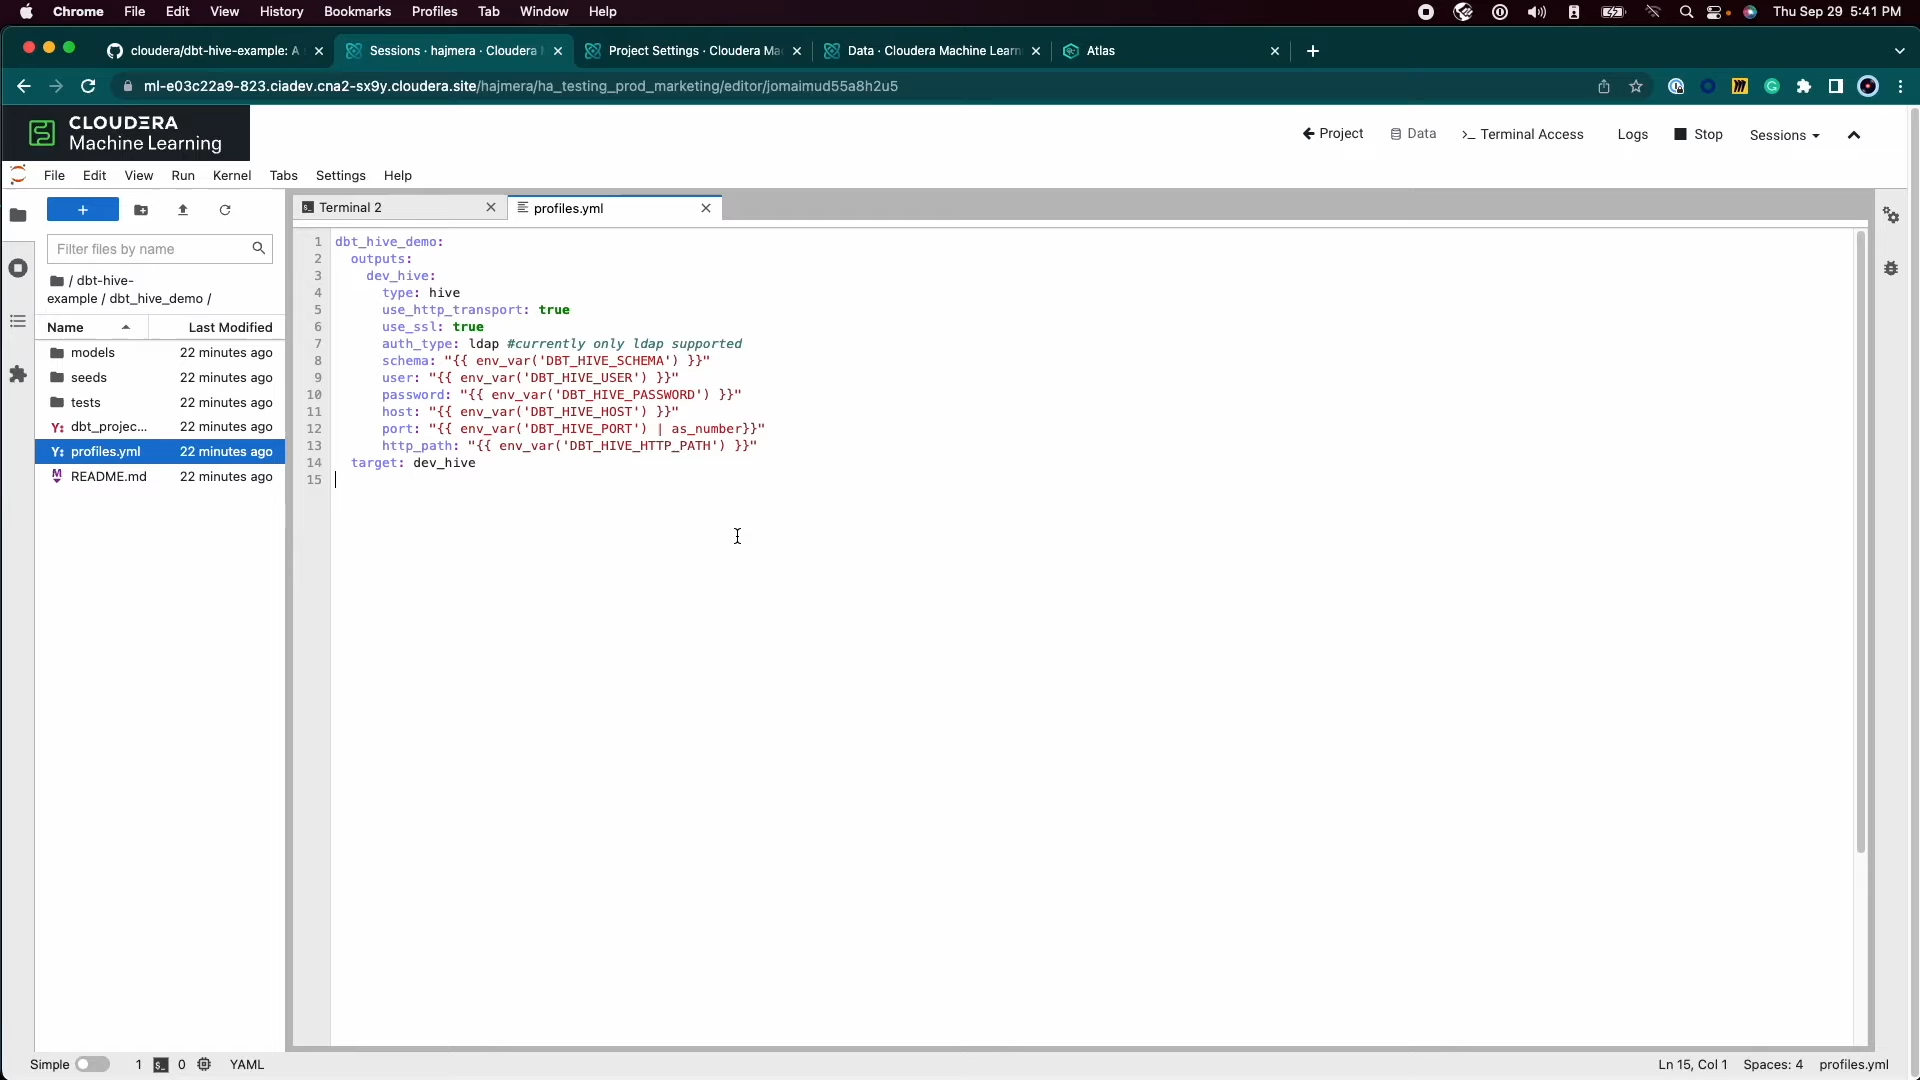 Chrome File Edit View History Bookmarks Profiles Tab Window Help Thu Sep 29 5:41 PM
cloudera/dbt-hive-example: A Sessions · hajmera · Cloudera Project Settings · Cloudera Ma Data · Cloudera Machine Learn Atlas
ml-e03c22a9-823.ciadev.cna2-sx9y.cloudera.site/hajmera/ha_testing_prod_marketing/editor/jomaimud55a8h2u5
CLOUDERA
Machine Learning
Project Data >_ Terminal Access Logs Stop Sessions
File Edit View Run Kernel Tabs Settings Help
+ Terminal 2 profiles.yml
Filter files by name
/ dbt-hive-
example / dbt_hive_demo /
Name Last Modified
models 22 minutes ago
seeds 22 minutes ago
tests 22 minutes ago
Y: dbt_projec... 22 minutes ago
Y: profiles.yml 22 minutes ago
M README.md 22 minutes ago
1 dbt_hive_demo:
2 outputs:
3 dev_hive:
4 type: hive
5 use_http_transport: true
6 use_ssl: true
7 auth_type: ldap #currently only ldap supported
8 schema: "{{ env_var('DBT_HIVE_SCHEMA') }}"
9 user: "{{ env_var('DBT_HIVE_USER') }}"
10 password: "{{ env_var('DBT_HIVE_PASSWORD') }}"
11 host: "{{ env_var('DBT_HIVE_HOST') }}"
12 port: "{{ env_var('DBT_HIVE_PORT') | as_number}}"
13 http_path: "{{ env_var('DBT_HIVE_HTTP_PATH') }}"
14 target: dev_hive
15
Simple 1 $_ 0 YAML Ln 15, Col 1 Spaces: 4 profiles.yml